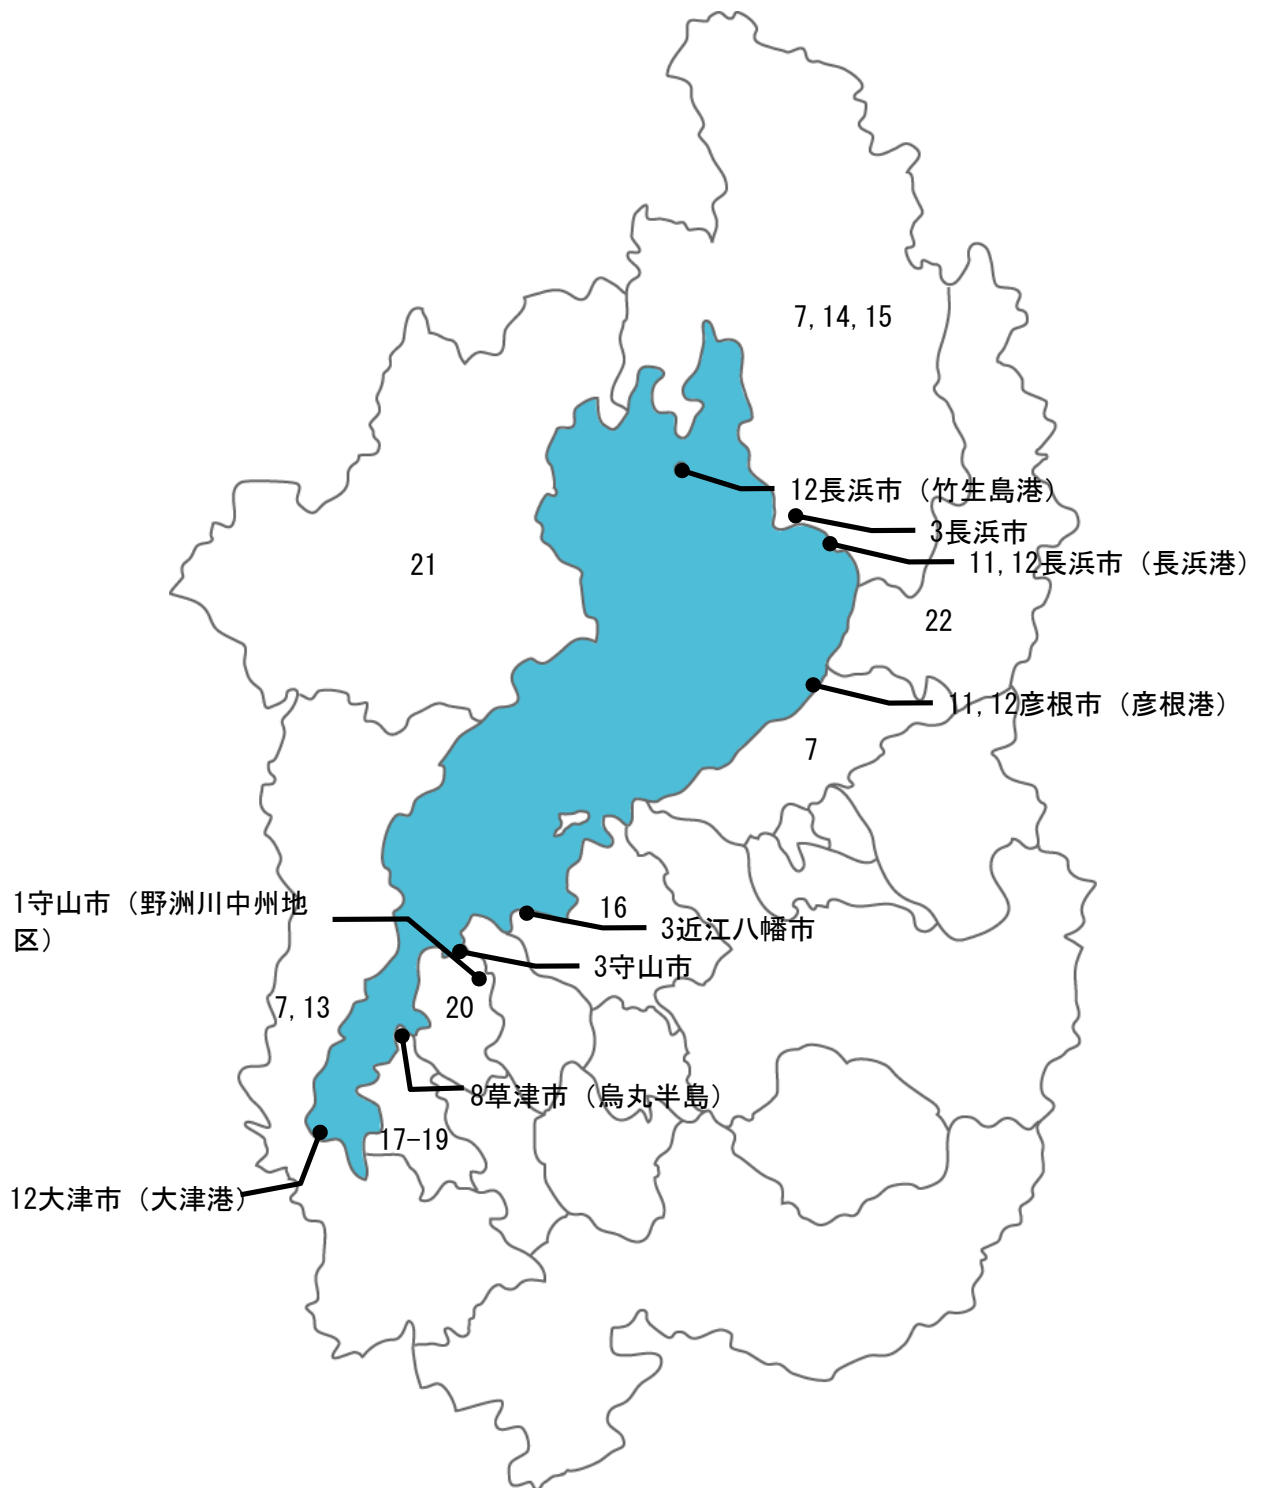 7,14,15
12長浜市（竹生島港）
3長浜市
11,12長浜市（長浜港）
21
22
11,12彦根市（彦根港）
7
1守山市（野洲川中州地
区）
16
3近江八幡市
3守山市
7,13
20
8草津市（烏丸半島）
17-19
12大津市（大津港）